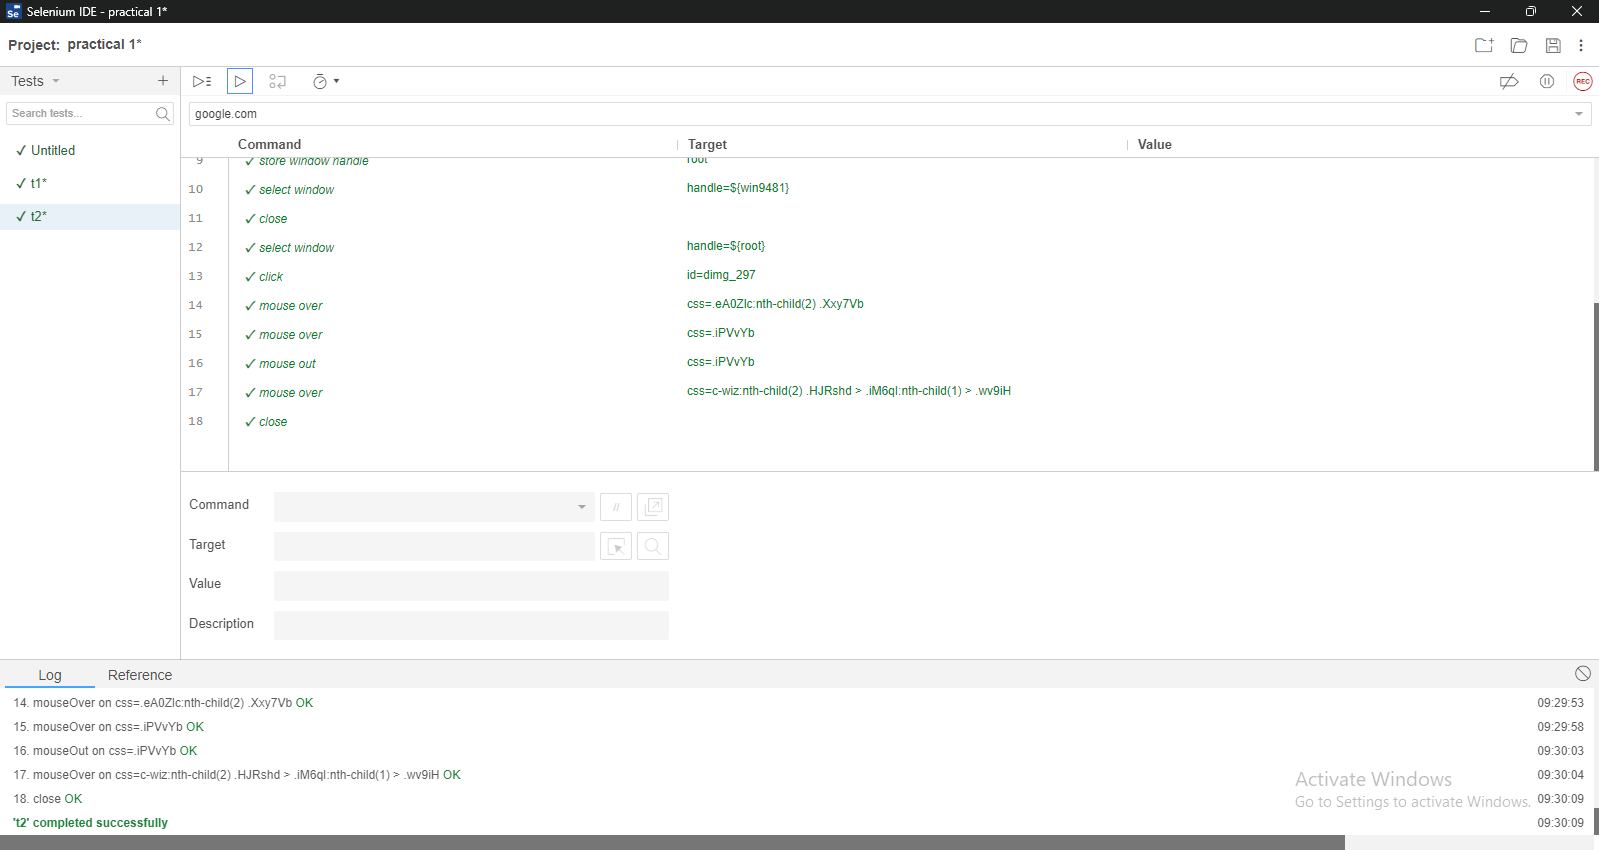 Selenium IDE - practical 1*
Project: practical 1*
Tests
Search tests...
google.com
Command Target Value
✓ Untitled
✓ t1*
✓ t2*
9 ✓ store window handle root
10 ✓ select window handle=${win9481}
11 ✓ close
12 ✓ select window handle=${root}
13 ✓ click id=dimg_297
14 ✓ mouse over css=.eA0Zlc:nth-child(2) .Xxy7Vb
15 ✓ mouse over css=.iPVvYb
16 ✓ mouse out css=.iPVvYb
17 ✓ mouse over css=c-wiz:nth-child(2) .HJRshd > .iM6qI:nth-child(1) > .wv9iH
18 ✓ close
Command //
Target
Value
Description
Log Reference
14. mouseOver on css=.eA0Zlc:nth-child(2) .Xxy7Vb OK 09:29:53
15. mouseOver on css=.iPVvYb OK 09:29:58
16. mouseOut on css=.iPVvYb OK 09:30:03
17. mouseOver on css=c-wiz:nth-child(2) .HJRshd > .iM6qI:nth-child(1) > .wv9iH OK 09:30:04
18. close OK 09:30:09
't2' completed successfully 09:30:09
Activate Windows
Go to Settings to activate Windows.
REC